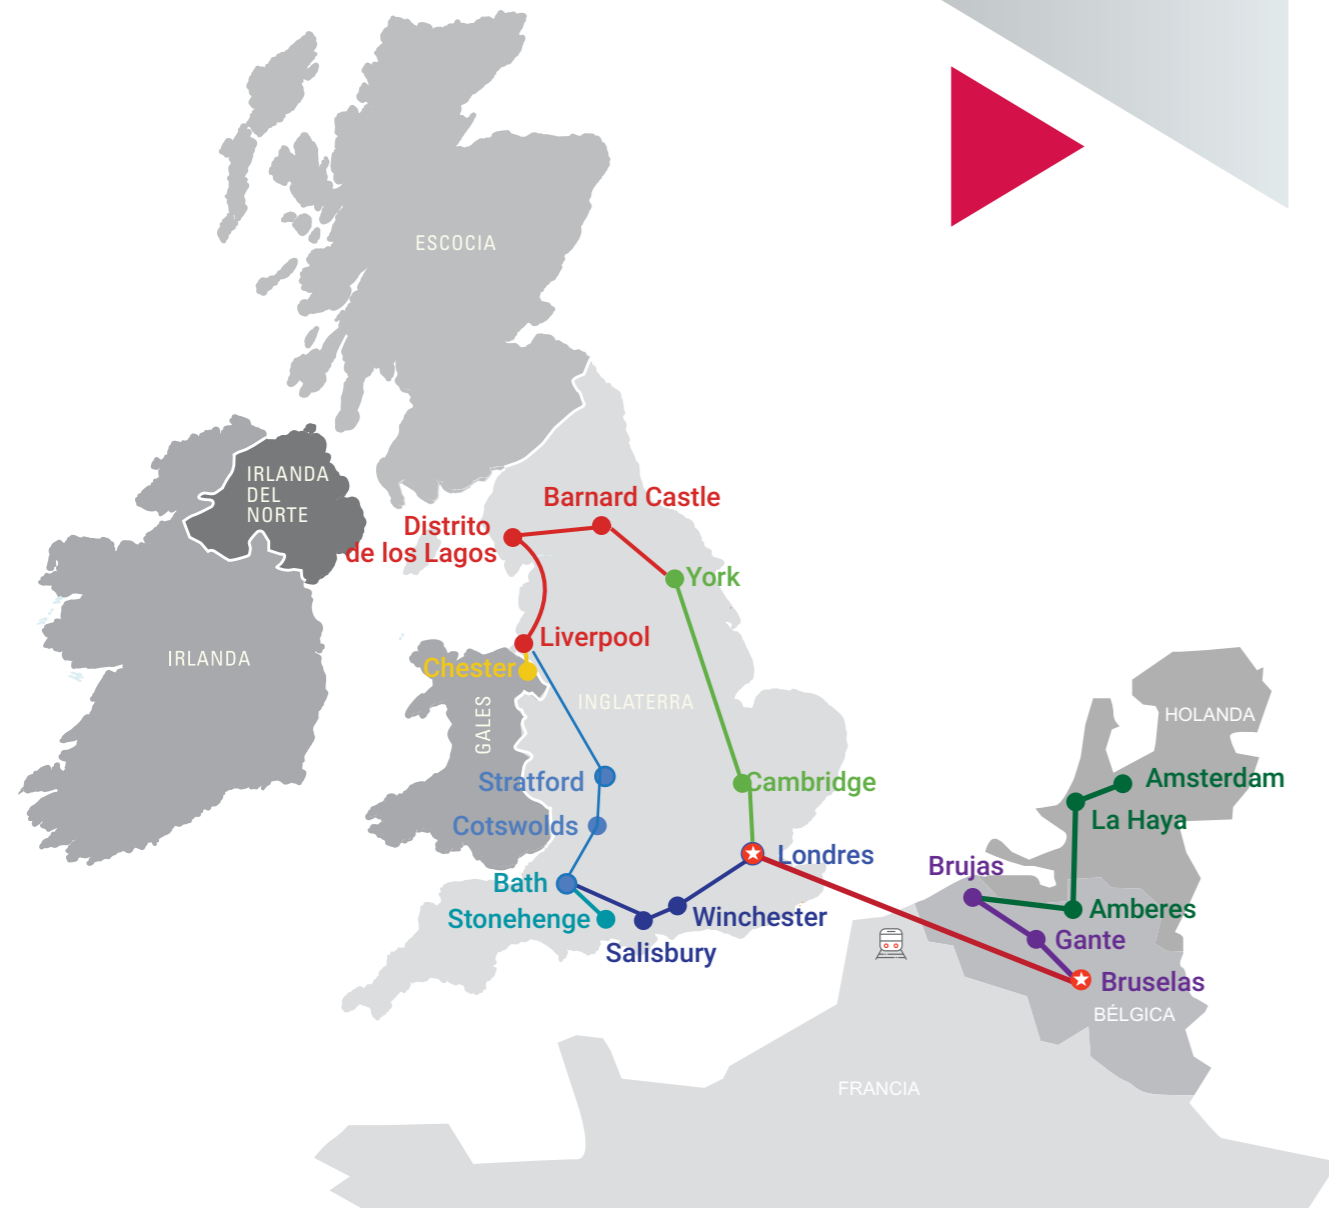 ESCOCIA
IRLANDA
DEL
NORTE
Barnard Castle
Distrito
de los Lagos
York
Liverpool
IRLANDA
Chester
INGLATERRA
GALES
HOLANDA
Stratford
Cambridge
Amsterdam
La Haya
Cotswolds
Londres
Brujas
Bath
Amberes
Stonehenge
Winchester
Gante
Salisbury
Bruselas
BÉLGICA
FRANCIA